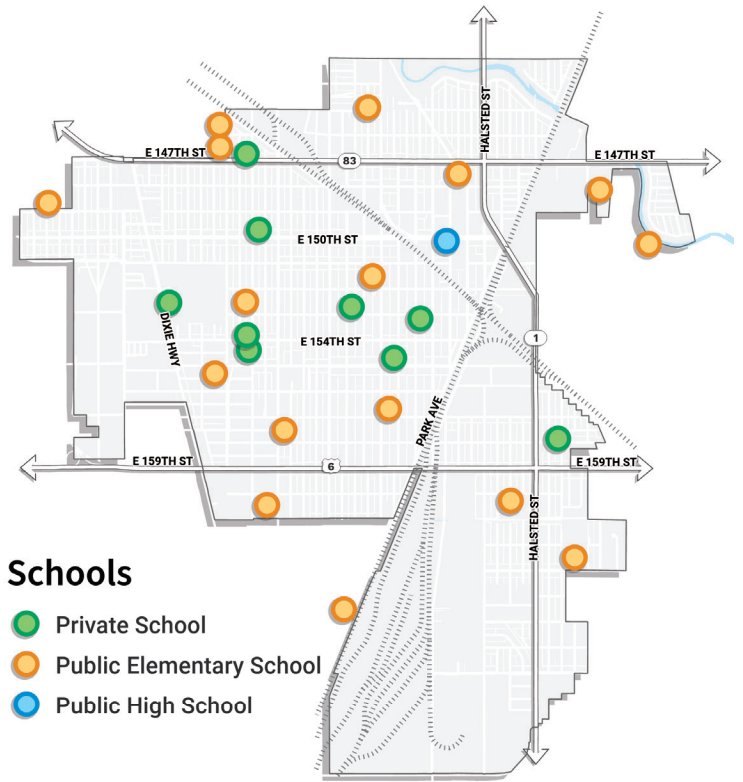 HALSTED ST
E 147TH ST
83
E 147TH ST
E 150TH ST
DIXIE HWY
E 154TH ST
1
PARK AVE
E 159TH ST
6
E 159TH ST
HALSTED ST
Schools
Private School
Public Elementary School
Public High School